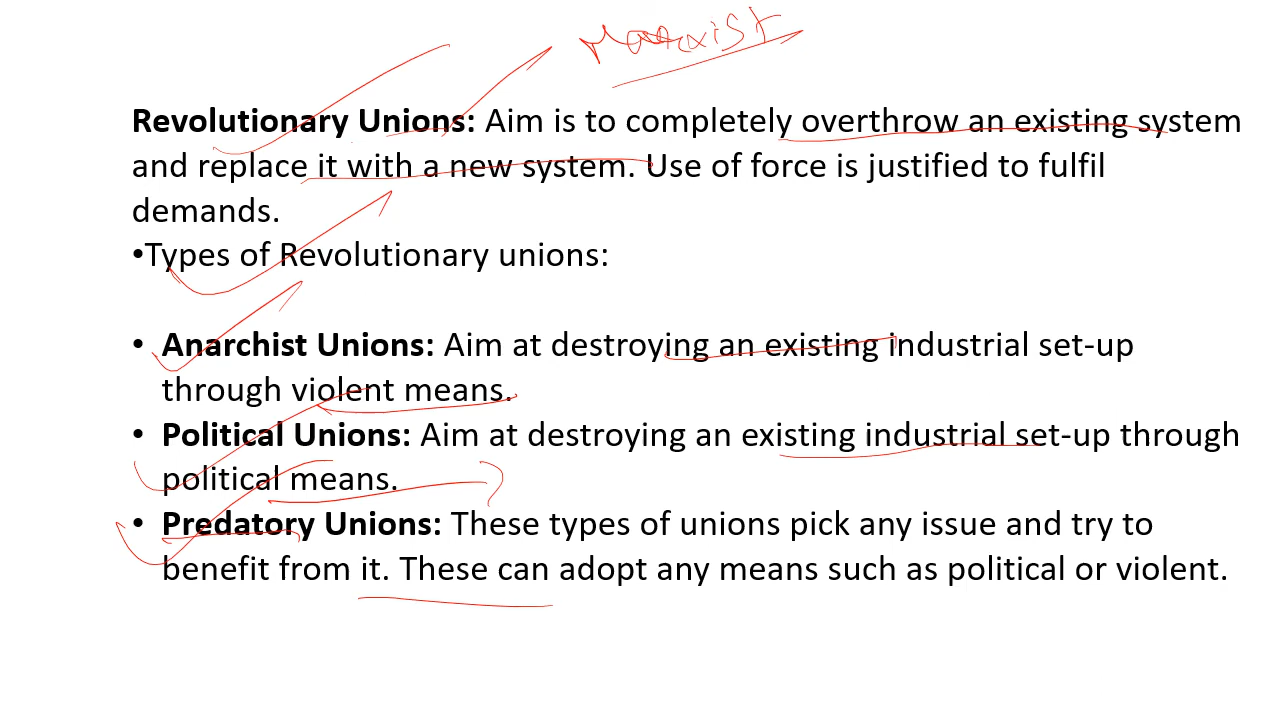 Marxist
Revolutionary Unions: Aim is to completely overthrow an existing system
and replace it with a new system. Use of force is justified to fulfil
demands.
•Types of Revolutionary unions:
• Anarchist Unions: Aim at destroying an existing industrial set-up
through violent means.
• Political Unions: Aim at destroying an existing industrial set-up through
political means.
• Predatory Unions: These types of unions pick any issue and try to
benefit from it. These can adopt any means such as political or violent.